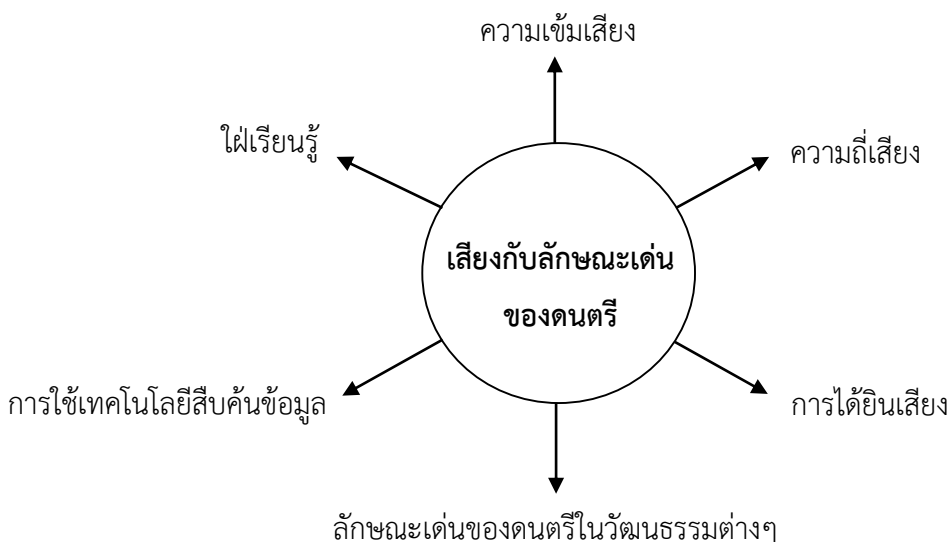 ความเข้มเสียง
ใฝ่เรียนรู้
ความถี่เสียง
เสียงกับลักษณะเด่น
ของดนตรี
การใช้เทคโนโลยีสืบค้นข้อมูล
การได้ยินเสียง
ลักษณะเด่นของดนตรีในวัฒนธรรมต่างๆ